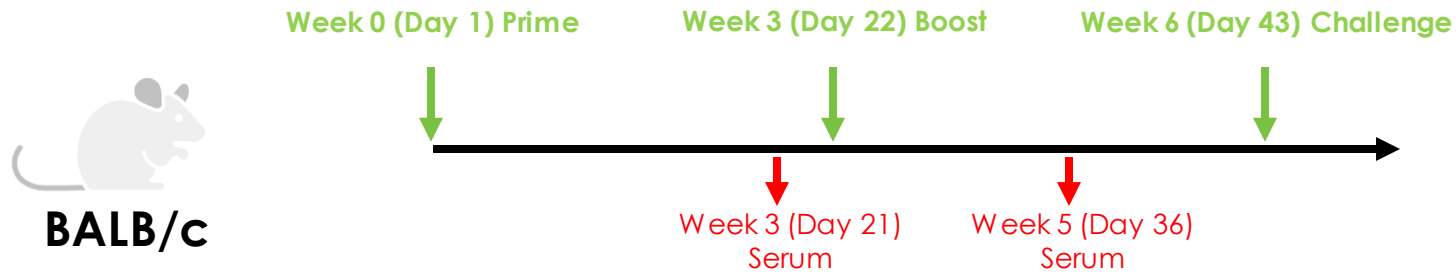 Week 0 (Day 1) Prime
Week 3 (Day 22) Boost
Week 6 (Day 43) Challenge
BALB/c
Week 3 (Day 21)
Serum
Week 5 (Day 36)
Serum